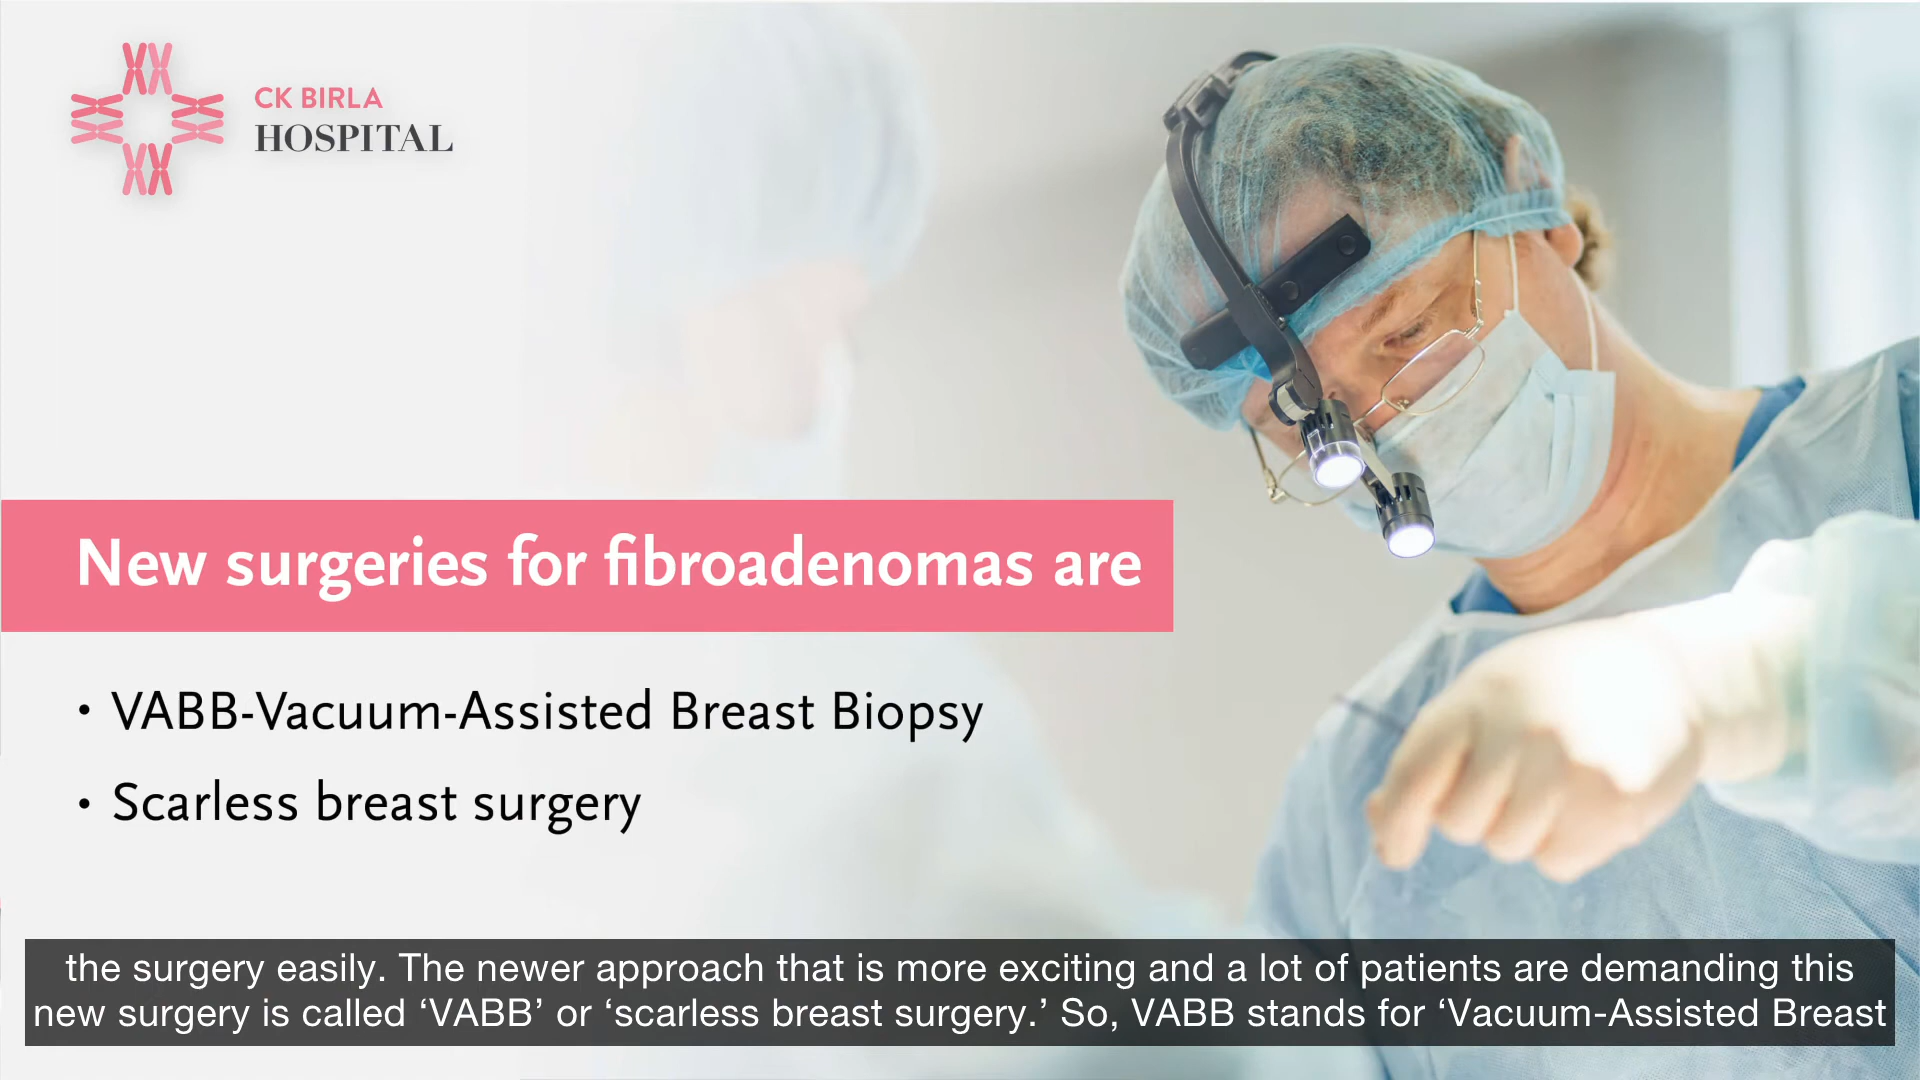 CK BIRLA
HOSPITAL
New surgeries for fibroadenomas are
• VABB-Vacuum-Assisted Breast Biopsy
• Scarless breast surgery
the surgery easily. The newer approach that is more exciting and a lot of patients are demanding this
new surgery is called ‘VABB’ or ‘scarless breast surgery.’ So, VABB stands for ‘Vacuum-Assisted Breast